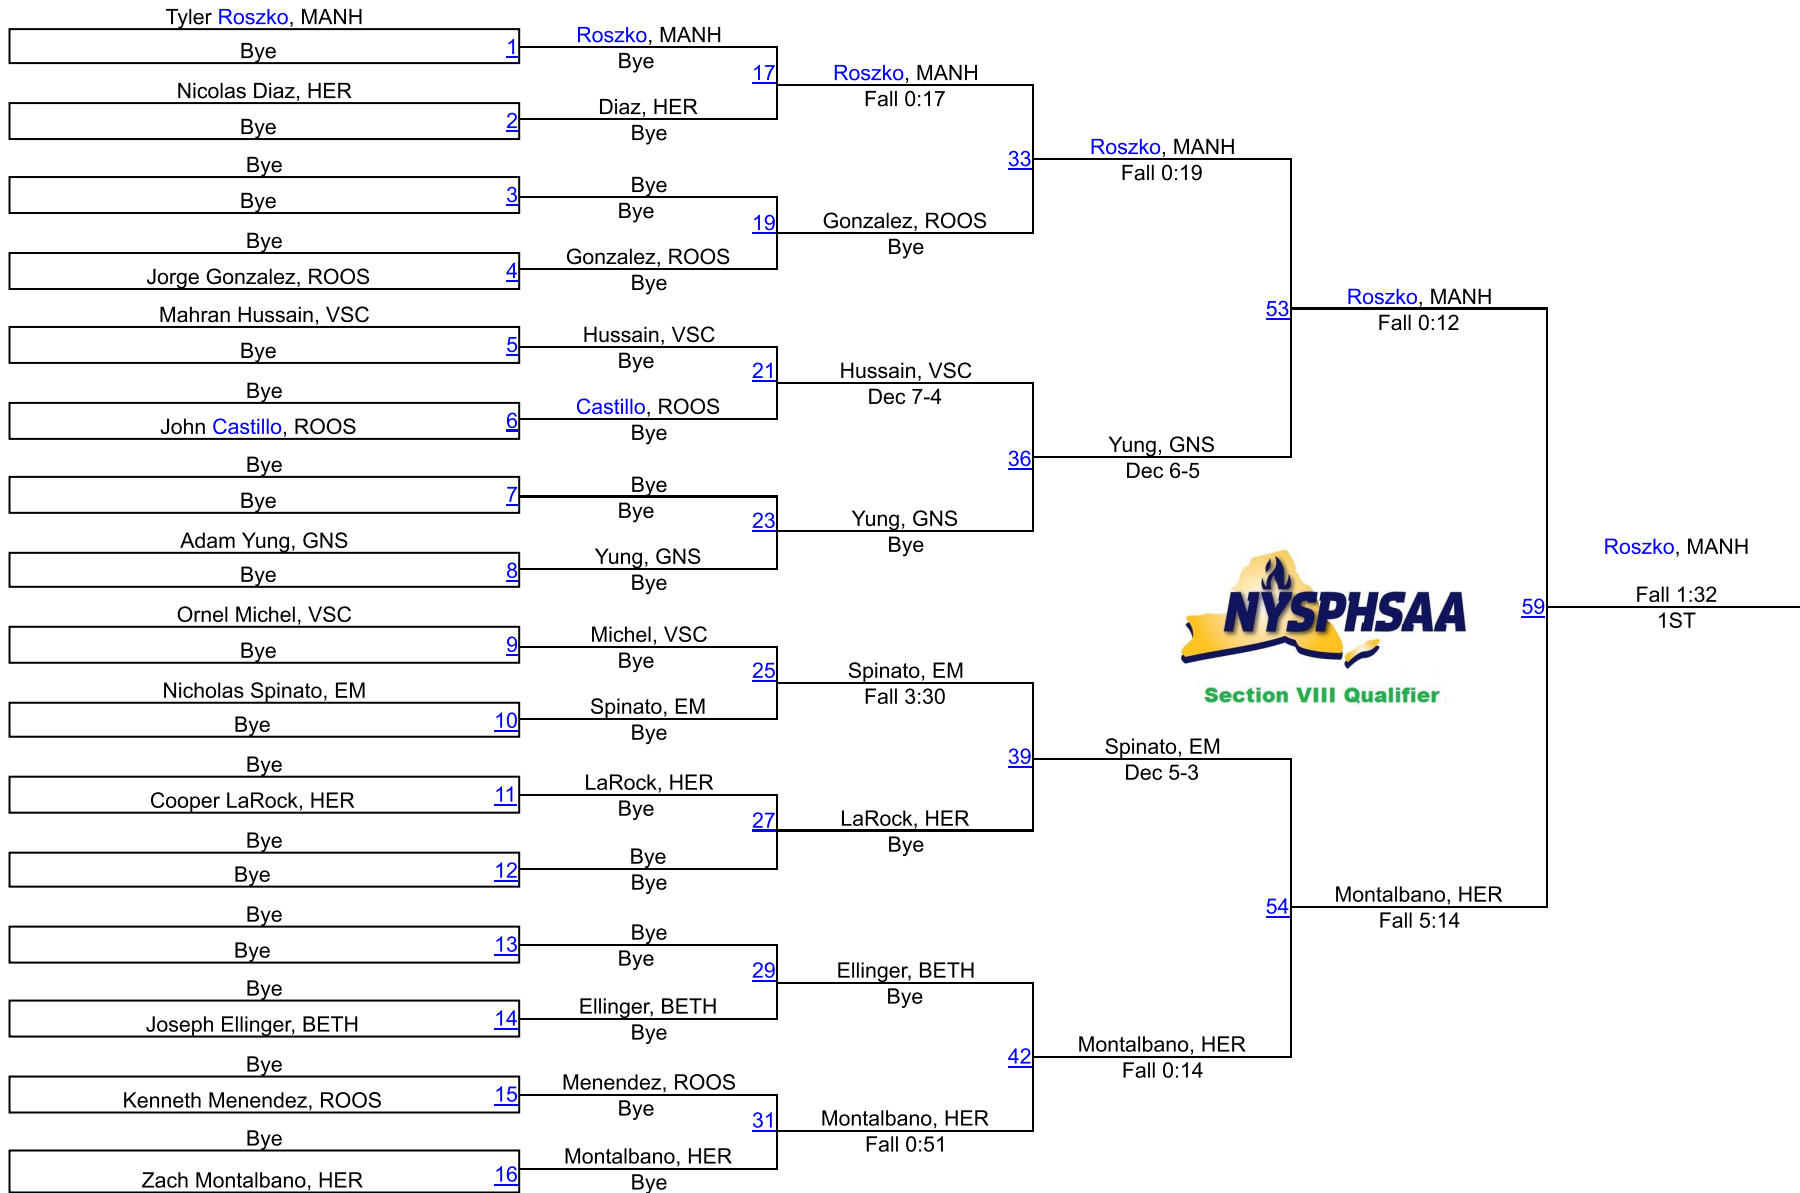 Tyler Roszko, MANH
Bye
1
Nicolas Diaz, HER
Bye
2
Bye
Bye
3
Bye
Jorge Gonzalez, ROOS
4
Mahran Hussain, VSC
Bye
5
Bye
John Castillo, ROOS
6
Bye
Bye
7
Adam Yung, GNS
Bye
8
Ornel Michel, VSC
Bye
9
Nicholas Spinato, EM
Bye
10
Bye
Cooper LaRock, HER
11
Bye
Bye
12
Bye
Bye
13
Bye
Joseph Ellinger, BETH
14
Bye
Kenneth Menendez, ROOS
15
Bye
Zach Montalbano, HER
16
Roszko, MANH
Bye
17
Diaz, HER
Bye
Bye
Bye
19
Gonzalez, ROOS
Bye
Hussain, VSC
Bye
21
Castillo, ROOS
Bye
Bye
Bye
23
Yung, GNS
Bye
Michel, VSC
Bye
25
Spinato, EM
Bye
LaRock, HER
Bye
27
Bye
Bye
Bye
Bye
29
Ellinger, BETH
Bye
Menendez, ROOS
Bye
31
Montalbano, HER
Bye
Roszko, MANH
Fall 0:17
33
Gonzalez, ROOS
Bye
Hussain, VSC
Dec 7-4
36
Yung, GNS
Bye
Spinato, EM
Fall 3:30
39
LaRock, HER
Bye
Ellinger, BETH
Bye
42
Montalbano, HER
Fall 0:51
Roszko, MANH
Fall 0:19
53
Yung, GNS
Dec 6-5
NYSPHSAA
Section VIII Qualifier
Spinato, EM
Dec 5-3
54
Montalbano, HER
Fall 0:14
Roszko, MANH
Fall 0:12
59
Montalbano, HER
Fall 5:14
Roszko, MANH
Fall 1:32
1ST